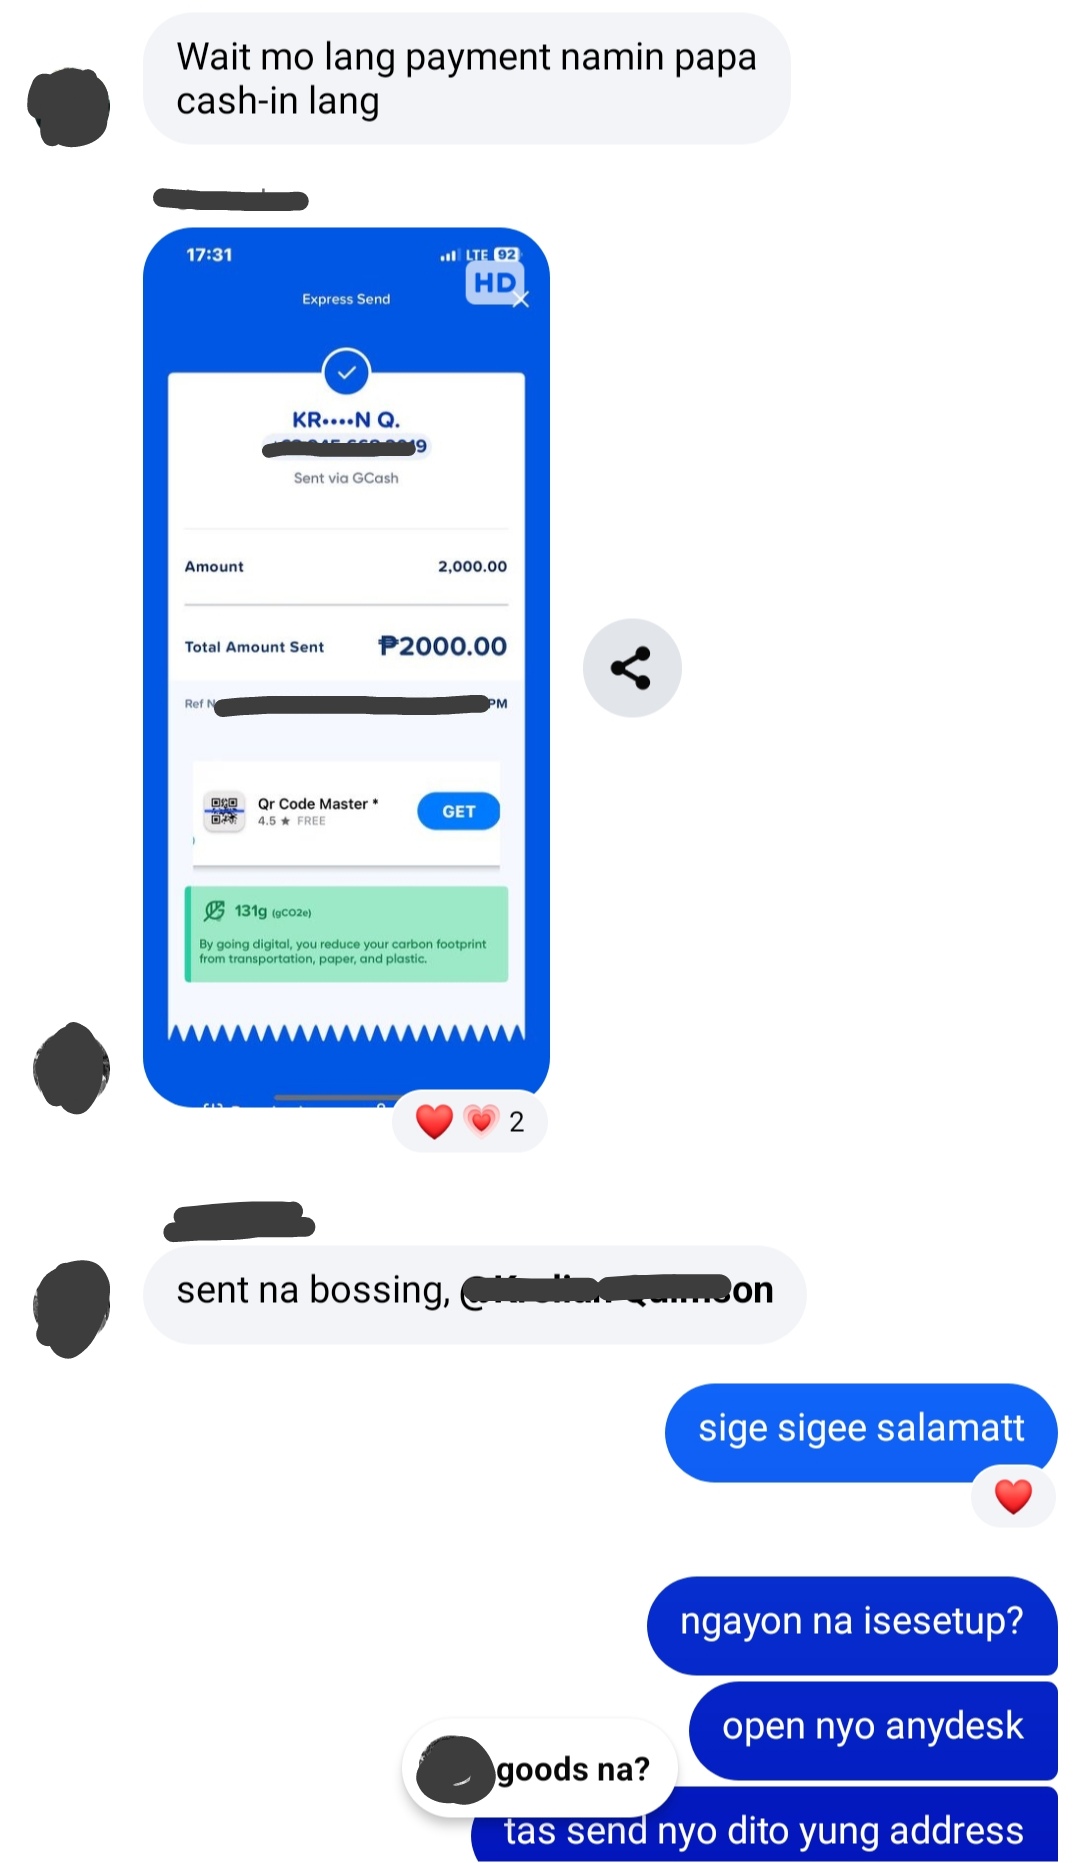 Wait mo lang payment namin papa
cash-in lang
17:31
LTE 92
HD
Express Send
KR••••N Q.
9
Sent via GCash
Amount 2,000.00
Total Amount Sent ₱2000.00
Ref PM
Qr Code Master *
4.5 ★ FREE
GET
131g (gCO2e)
By going digital, you reduce your carbon footprint
from transportation, paper, and plastic.
2
sent na bossing, on
sige sigee salamatt
ngayon na isesetup?
open nyo anydesk
goods na?
tas send nyo dito yung address